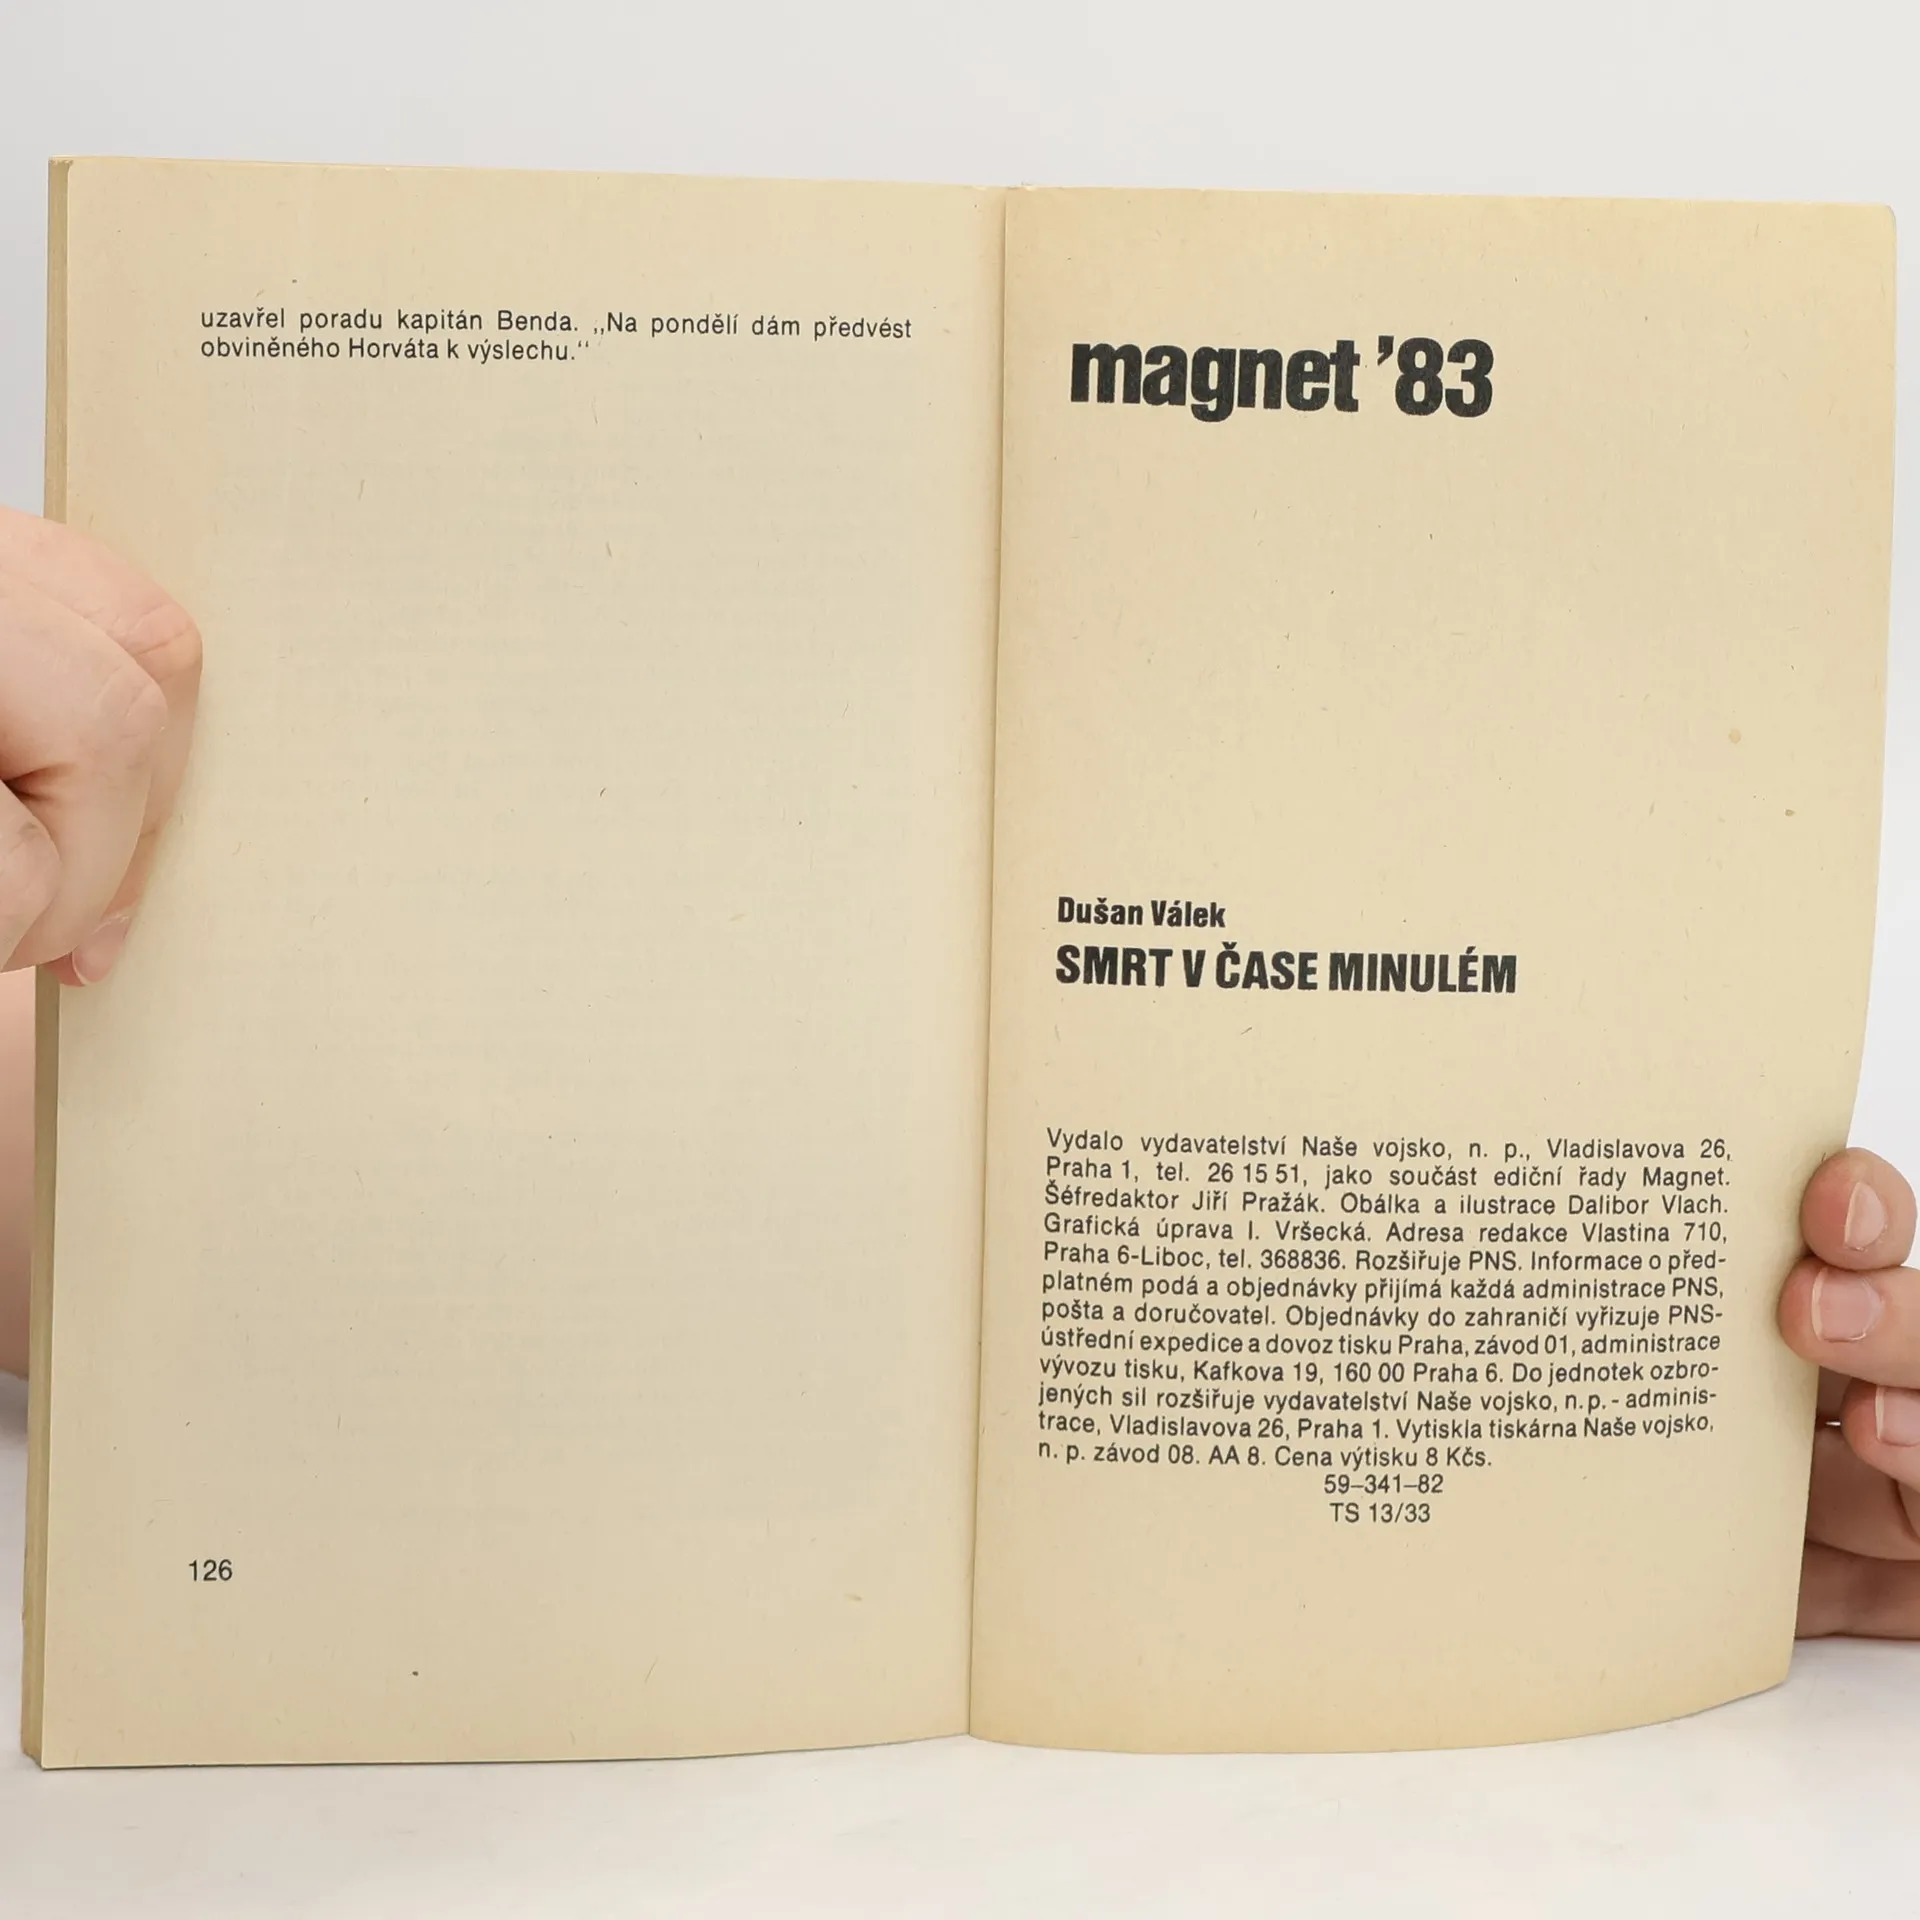 uzavřel poradu kapitán Benda. „Na pondělí dám předvést
obviněného Horváta k výslechu.“
126
magnet ’83
Dušan Válek
SMRT V ČASE MINULÉM
Vydalo vydavatelství Naše vojsko, n. p., Vladislavova 26,
Praha 1, tel. 26 15 51, jako součást ediční řady Magnet.
Šéfredaktor Jiří Pražák. Obálka a ilustrace Dalibor Vlach.
Grafická úprava I. Vršecká. Adresa redakce Vlastina 710,
Praha 6-Liboc, tel. 368836. Rozšiřuje PNS. Informace o před-
platném podá a objednávky přijímá každá administrace PNS,
pošta a doručovatel. Objednávky do zahraničí vyřizuje PNS-
ústřední expedice a dovoz tisku Praha, závod 01, administrace
vývozu tisku, Kafkova 19, 160 00 Praha 6. Do jednotek ozbro-
jených sil rozšiřuje vydavatelství Naše vojsko, n.p. - adminis-
trace, Vladislavova 26, Praha 1. Vytiskla tiskárna Naše vojsko,
n. p. závod 08. AA 8. Cena výtisku 8 Kčs.
59–341–82
TS 13/33